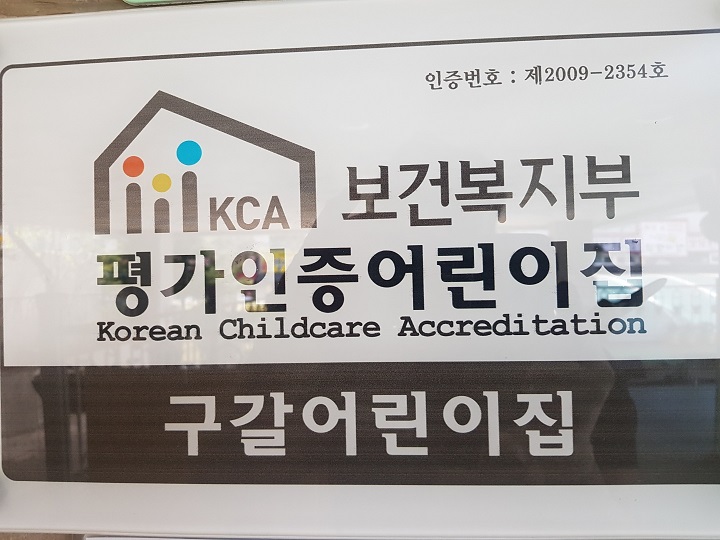 인증번호 : 제2009-2354호
KCA 보건복지부
평가인증어린이집
Korean Childcare Accreditation
구갈어린이집